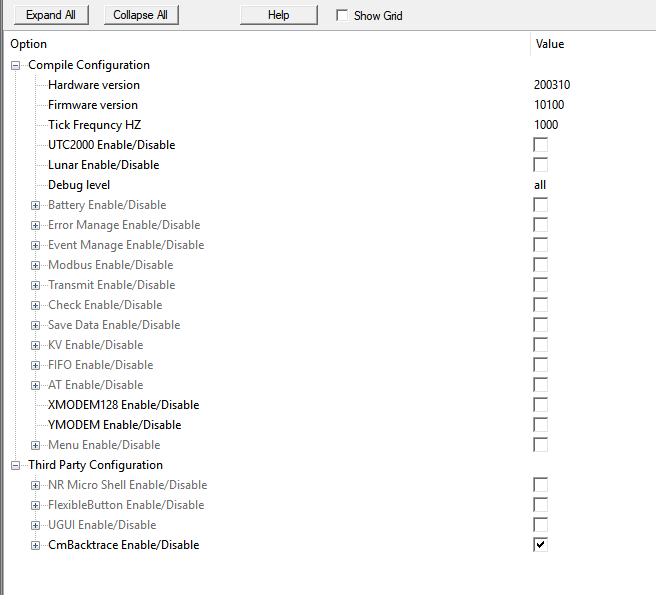 Expand All Collapse All Help Show Grid
Option Value
Compile Configuration
Hardware version 200310
Firmware version 10100
Tick Frequncy HZ 1000
UTC2000 Enable/Disable
Lunar Enable/Disable
Debug level all
Battery Enable/Disable
Error Manage Enable/Disable
Event Manage Enable/Disable
Modbus Enable/Disable
Transmit Enable/Disable
Check Enable/Disable
Save Data Enable/Disable
KV Enable/Disable
FIFO Enable/Disable
AT Enable/Disable
XMODEM128 Enable/Disable
YMODEM Enable/Disable
Menu Enable/Disable
Third Party Configuration
NR Micro Shell Enable/Disable
FlexibleButton Enable/Disable
UGUI Enable/Disable
CmBacktrace Enable/Disable